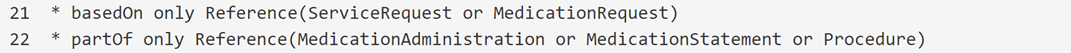 21 * basedOn only Reference(ServiceRequest or MedicationRequest)
22 * partOf only Reference(MedicationAdministration or MedicationStatement or Procedure)